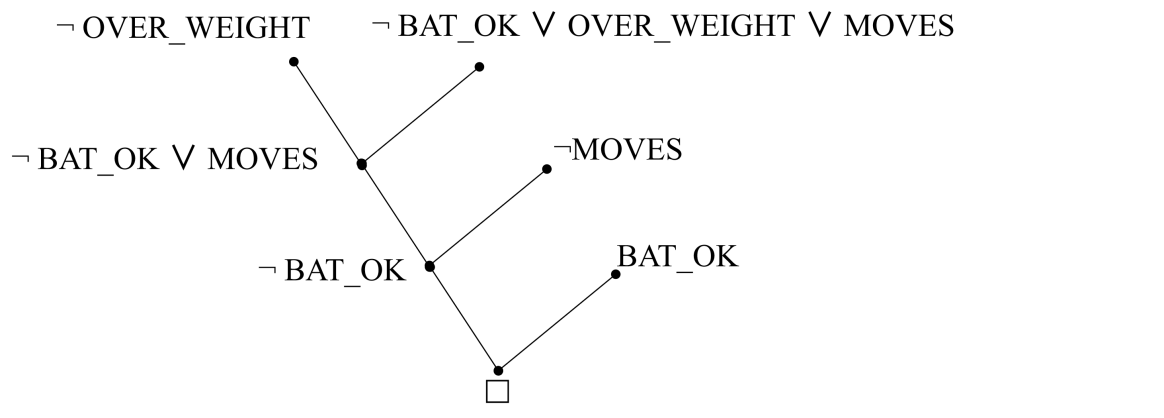 ¬ OVER_WEIGHT
¬ BAT_OK ∨ OVER_WEIGHT ∨ MOVES
¬ BAT_OK ∨ MOVES
¬MOVES
¬ BAT_OK
BAT_OK
□